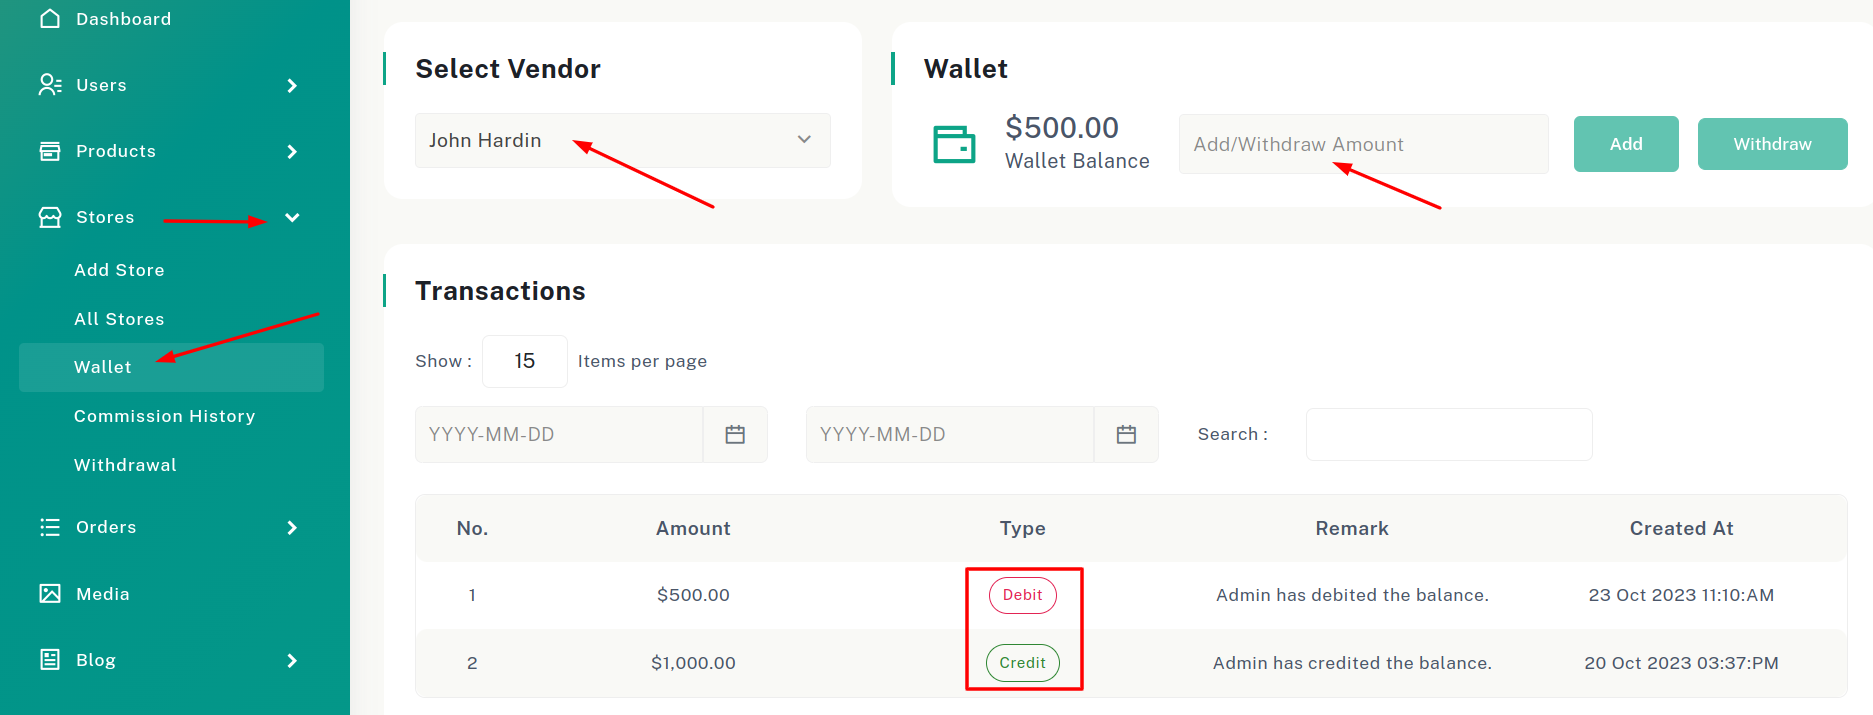 Dashboard
Users
Products
Stores
Add Store
All Stores
Wallet
Commission History
Withdrawal
Orders
Media
Blog
Select Vendor
John Hardin
Wallet
$500.00
Wallet Balance
Add/Withdraw Amount
Add
Withdraw
Transactions
Show : 15 Items per page
YYYY-MM-DD YYYY-MM-DD Search :
No. Amount Type Remark Created At
1 $500.00 Debit Admin has debited the balance. 23 Oct 2023 11:10:AM
2 $1,000.00 Credit Admin has credited the balance. 20 Oct 2023 03:37:PM